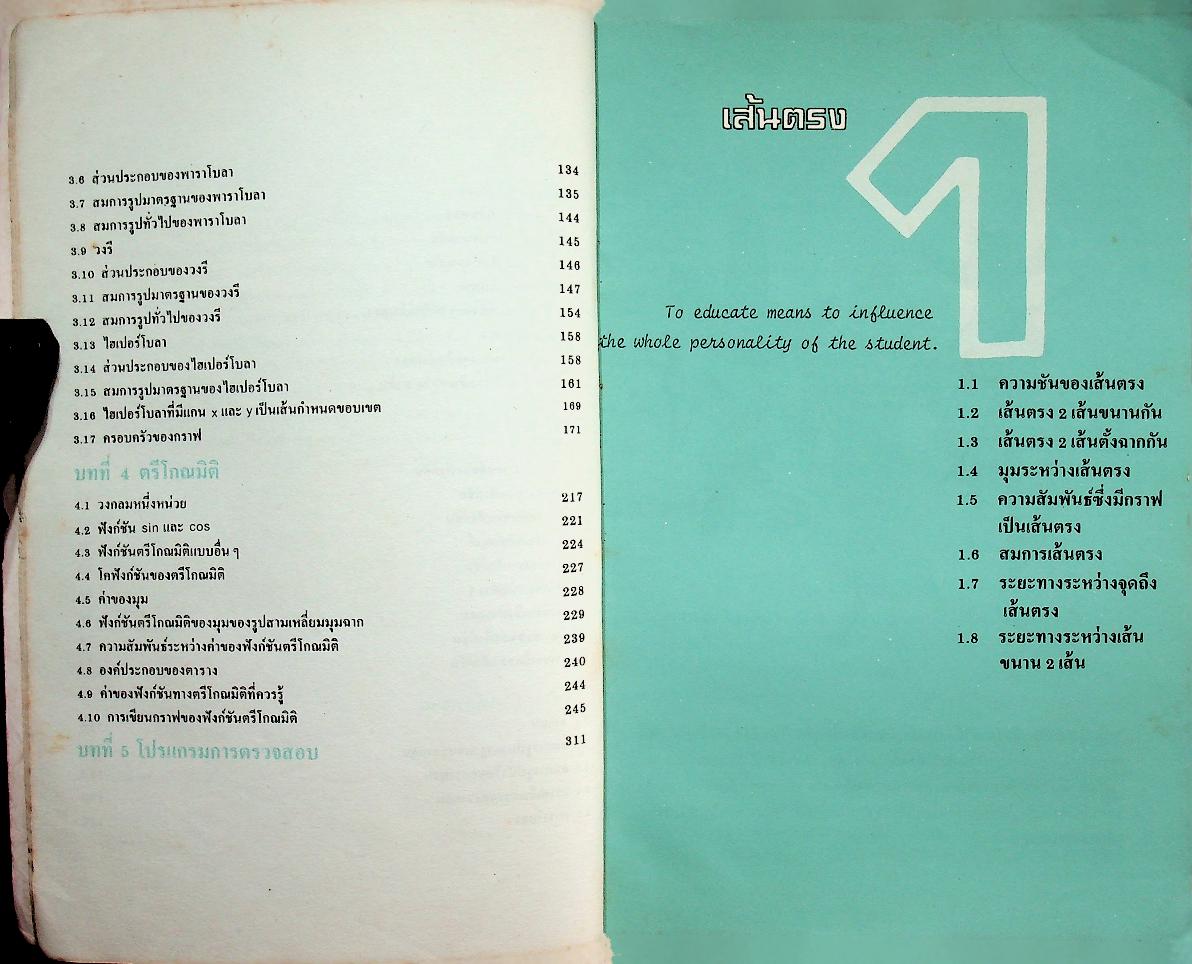 3.6 ส่วนประกอบของพาราโบลา 134
3.7 สมการรูปมาตรฐานของพาราโบลา 135
3.8 สมการรูปทั่วไปของพาราโบลา 144
3.9 วงรี 145
3.10 ส่วนประกอบของวงรี 146
3.11 สมการรูปมาตรฐานของวงรี 147
3.12 สมการรูปทั่วไปของวงรี 154
3.13 ไฮเปอร์โบลา 158
3.14 ส่วนประกอบของไฮเปอร์โบลา 158
3.15 สมการรูปมาตรฐานของไฮเปอร์โบลา 161
3.16 ไฮเปอร์โบลาที่มีแกน x และ y เป็นเส้นกำหนดขอบเขต 169
3.17 ครอบครัวของกราฟ 171
บทที่ 4 ตรีโกณมิติ
4.1 วงกลมหนึ่งหน่วย 217
4.2 ฟังก์ชัน sin และ cos 221
4.3 ฟังก์ชันตรีโกณมิติแบบอื่น ๆ 224
4.4 โคฟังก์ชันของตรีโกณมิติ 227
4.5 ค่าของมุม 228
4.6 ฟังก์ชันตรีโกณมิติของมุมของรูปสามเหลี่ยมมุมฉาก 229
4.7 ความสัมพันธ์ระหว่างค่าของฟังก์ชันตรีโกณมิติ 239
4.8 องค์ประกอบของตาราง 240
4.9 ค่าของฟังก์ชันทางตรีโกณมิติที่ควรรู้ 244
4.10 การเขียนกราฟของฟังก์ชันตรีโกณมิติ 245
บทที่ 5 โปรแกรมการตรวจสอบ 311
เส้นตรง 1
To educate means to influence
the whole personality of the student.
1.1 ความชันของเส้นตรง
1.2 เส้นตรง 2 เส้นขนานกัน
1.3 เส้นตรง 2 เส้นตั้งฉากกัน
1.4 มุมระหว่างเส้นตรง
1.5 ความสัมพันธ์ซึ่งมีกราฟ
เป็นเส้นตรง
1.6 สมการเส้นตรง
1.7 ระยะทางระหว่างจุดถึง
เส้นตรง
1.8 ระยะทางระหว่างเส้น
ขนาน 2 เส้น